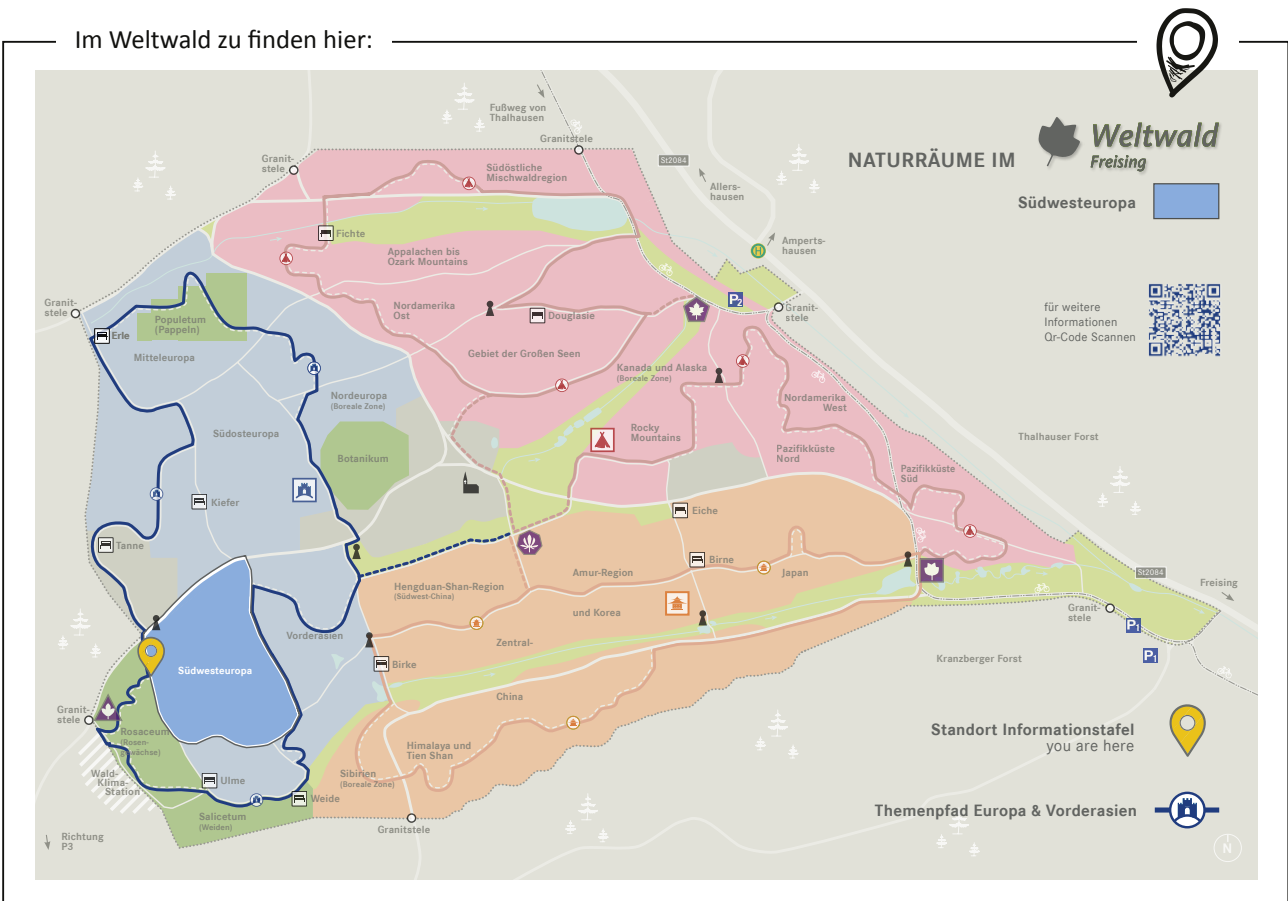 Im Weltwald zu finden hier:
Fußweg von
Thalhausen
Granitstele
Granit-
stele
Südöstliche
Mischwaldregion
St2084
NATURRÄUME IM
Weltwald
Freising
Allers-
hausen
Südwesteuropa
Fichte
Appalachen bis
Ozark Mountains
H
Amperts-
hausen
Granit-
stele
Populetum
(Pappeln)
Nordamerika
Ost
Douglasie
P2
Granit-
stele
für weitere
Informationen
Qr-Code Scannen
Erle
Mitteleuropa
Gebiet der Großen Seen
Kanada und Alaska
(Boreale Zone)
Nordeuropa
(Boreale Zone)
Nordamerika
West
Südosteuropa
Rocky
Mountains
Thalhauser Forst
Botanikum
Pazifikküste
Nord
Pazifikküste
Süd
Kiefer
Eiche
Tanne
Birne
Amur-Region
Japan
St2084
Freising
Hengduan-Shan-Region
(Südwest-China)
und Korea
Granit-
stele
P1
Vorderasien
Zentral-
Kranzberger Forst
P1
Südwesteuropa
Birke
China
Granit-
stele
Rosaceum
(Rosen-
gewächse)
Standort Informationstafel
you are here
Himalaya und
Tien Shan
Wald-
Klima-
Station
Ulme
Sibirien
(Boreale Zone)
Weide
Themenpfad Europa & Vorderasien
Salicetum
(Weiden)
Granitstele
Richtung
P3
N